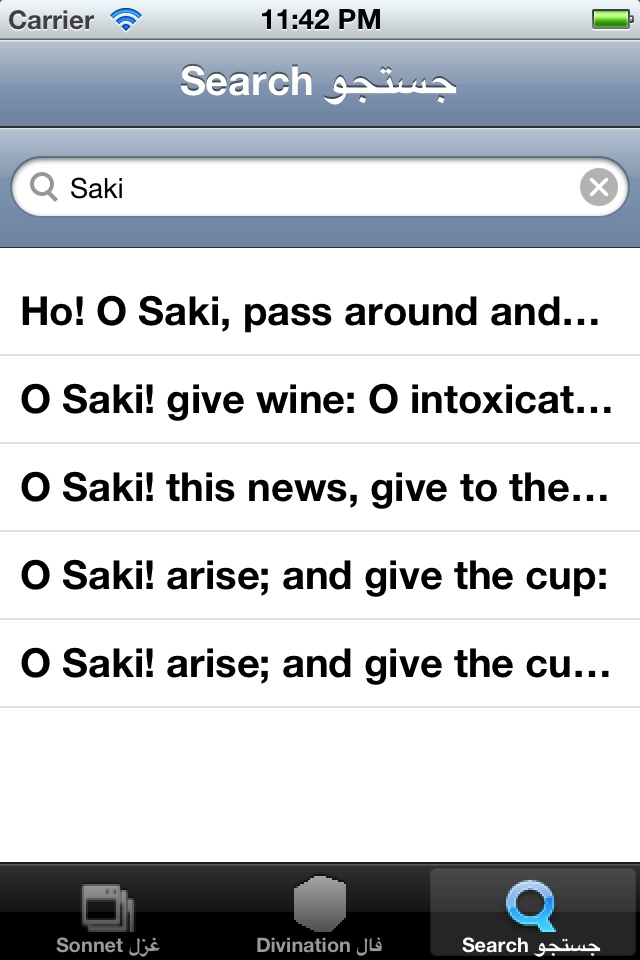 Carrier 11:42 PM
Search جستجو
Saki
Ho! O Saki, pass around and…
O Saki! give wine: O intoxicat…
O Saki! this news, give to the…
O Saki! arise; and give the cup:
O Saki! arise; and give the cu…
Sonnet غزل Divination فال Search جستجو